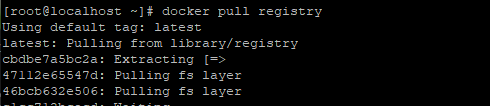 [root@localhost ~]# docker pull registry
Using default tag: latest
latest: Pulling from library/registry
cbdbe7a5bc2a: Extracting [=>
47112e65547d: Pulling fs layer
46bcb632e506: Pulling fs layer